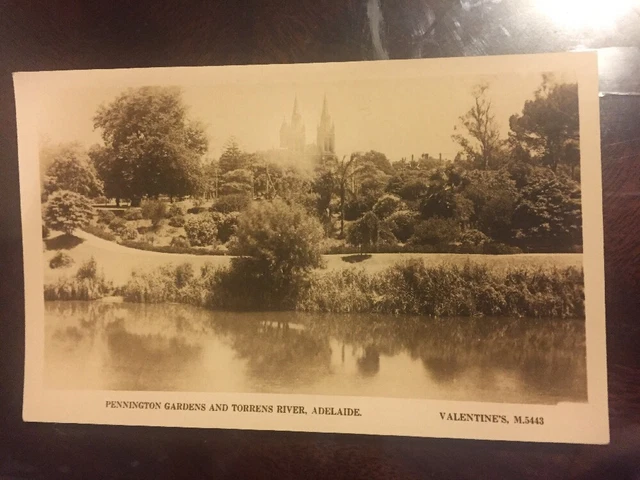 PENNINGTON GARDENS AND TORRENS RIVER, ADELAIDE.
VALENTINE'S, M.5443